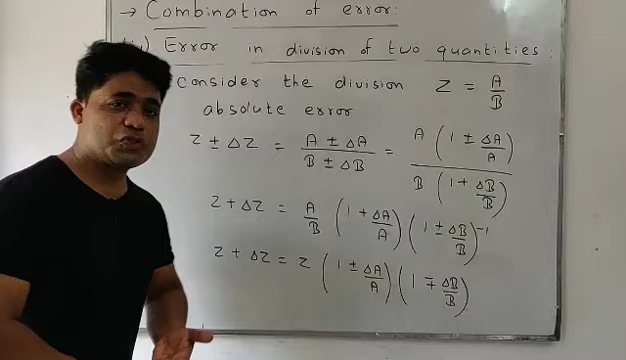 → Combination of error:
) Error in division of two quantities:
consider the division Z = A/B
absolute error
Z ± ΔZ = (A ± ΔA)/(B ± ΔB) = A (1 ± ΔA/A) / B (1 + ΔB/B)
Z + ΔZ = A/B (1 + ΔA/A) (1 ± ΔB/B)⁻¹
Z + ΔZ = Z (1 ± ΔA/A) (1 ∓ ΔB/B)